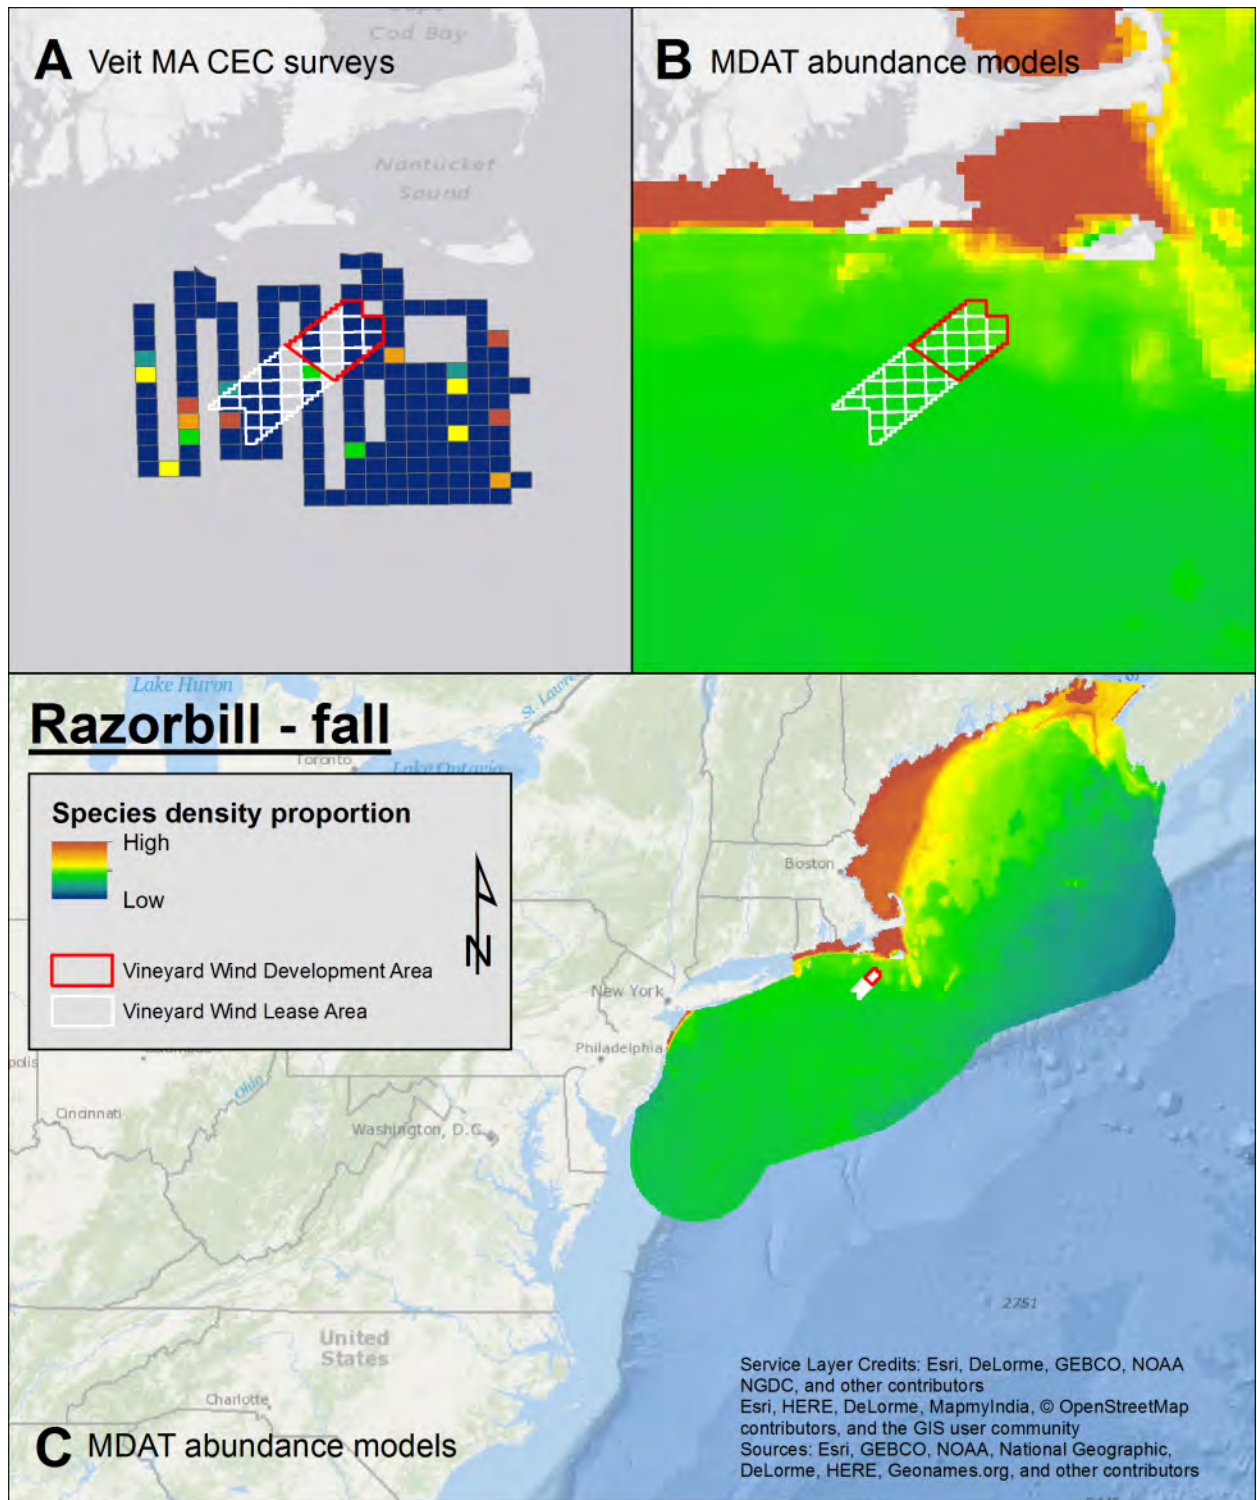 Cod Bay
A Veit MA CEC surveys
Nantucket
Sound
B MDAT abundance models
Lake Huron
St. Lawre
Razorbill - fall
Toronto
Lake Ontario
Species density proportion
High
Low
N
Vineyard Wind Development Area
Vineyard Wind Lease Area
Boston
New York
Philadelphia
Ohio
Cincinnati
Washington, D.C.
2751
United
States
Charlotte
Service Layer Credits: Esri, DeLorme, GEBCO, NOAA
NGDC, and other contributors
Esri, HERE, DeLorme, MapmyIndia, © OpenStreetMap
contributors, and the GIS user community
Sources: Esri, GEBCO, NOAA, National Geographic,
DeLorme, HERE, Geonames.org, and other contributors
C MDAT abundance models